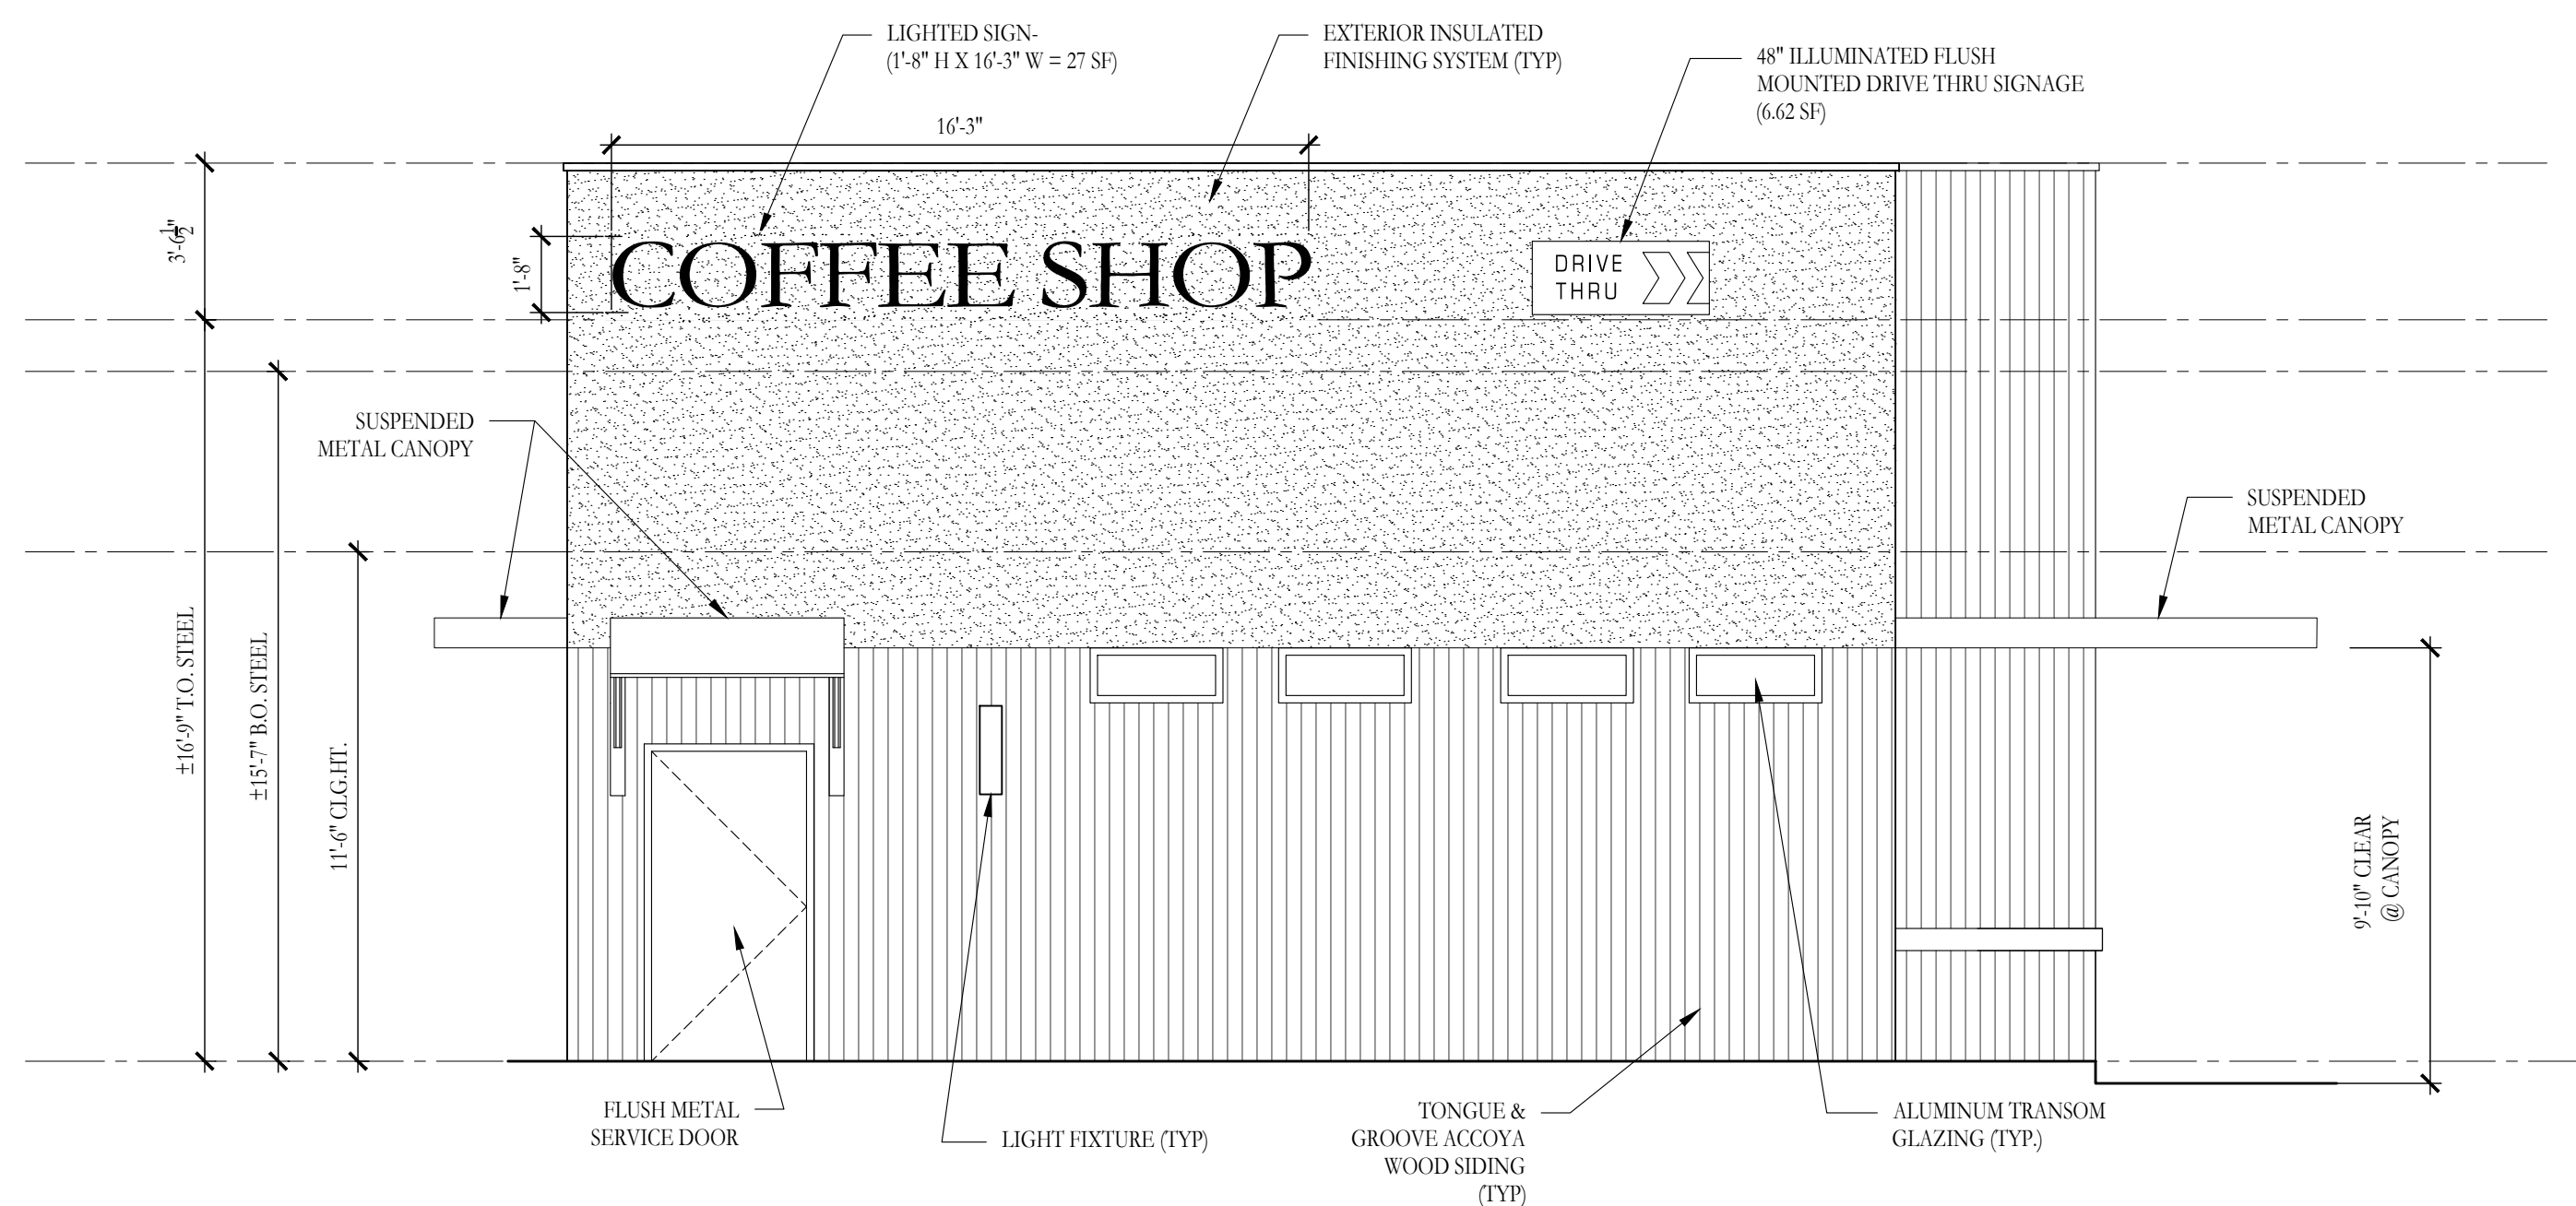 LIGHTED SIGN-
(1'-8" H X 16'-3" W = 27 SF)
EXTERIOR INSULATED
FINISHING SYSTEM (TYP)
48" ILLUMINATED FLUSH
MOUNTED DRIVE THRU SIGNAGE
(6.62 SF)
16'-3"
3'-6 1/2"
1'-8"
COFFEE SHOP
DRIVE
THRU
SUSPENDED
METAL CANOPY
SUSPENDED
METAL CANOPY
±16'-9" T.O. STEEL
±15'-7" B.O. STEEL
11'-6" CLG.HT.
9'-10" CLEAR
@ CANOPY
FLUSH METAL
SERVICE DOOR
LIGHT FIXTURE (TYP)
TONGUE &
GROOVE ACCOYA
WOOD SIDING
(TYP)
ALUMINUM TRANSOM
GLAZING (TYP.)